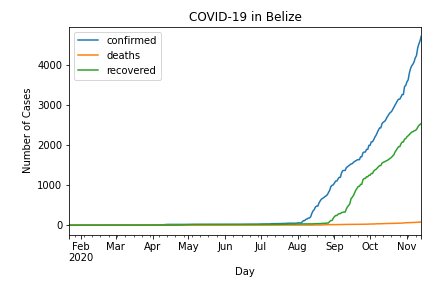 COVID-19 in Belize
confirmed
deaths
recovered
Number of Cases
4000
3000
2000
1000
0
Feb Mar Apr May Jun Jul Aug Sep Oct Nov
2020
Day